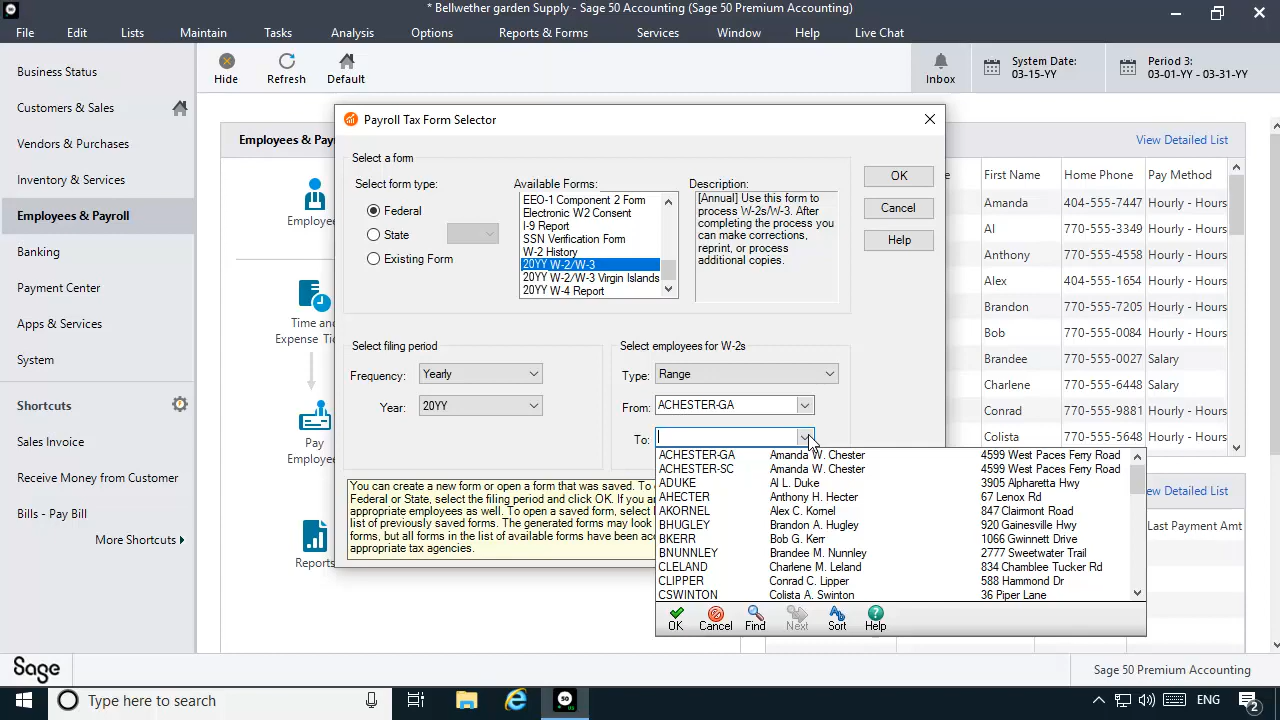 * Bellwether garden Supply - Sage 50 Accounting (Sage 50 Premium Accounting)
File Edit Lists Maintain Tasks Analysis Options Reports & Forms Services Window Help Live Chat
Business Status
Customers & Sales
Vendors & Purchases
Inventory & Services
Employees & Payroll
Banking
Payment Center
Apps & Services
System
Shortcuts
Sales Invoice
Receive Money from Customer
Bills - Pay Bill
More Shortcuts
Hide Refresh Default
Inbox
System Date:
03-15-YY
Period 3:
03-01-YY - 03-31-YY
Employees & Pay
Employee
Time and
Expense Tic
Pay
Employee
Reports
Payroll Tax Form Selector
Select a form
Select form type:
Federal
State
Existing Form
Available Forms:
EEO-1 Component 2 Form
Electronic W2 Consent
I-9 Report
SSN Verification Form
W-2 History
20YY W-2/W-3
20YY W-2/W-3 Virgin Islands
20YY W-4 Report
Description:
[Annual] Use this form to
process W-2s/W-3. After
completing the process you
can make corrections,
reprint, or process
additional copies.
OK
Cancel
Help
Select filing period
Frequency: Yearly
Year: 20YY
Select employees for W-2s
Type: Range
From: ACHESTER-GA
To:
You can create a new form or open a form that was saved. To
Federal or State, select the filing period and click OK. If you ar
appropriate employees as well. To open a saved form, select
list of previously saved forms. The generated forms may look
forms, but all forms in the list of available forms have been acc
appropriate tax agencies.
ACHESTER-GA Amanda W. Chester 4599 West Paces Ferry Road
ACHESTER-SC Amanda W. Chester 4599 West Paces Ferry Road
ADUKE Al L. Duke 3905 Alpharetta Hwy
AHECTER Anthony H. Hecter 67 Lenox Rd
AKORNEL Alex C. Kornel 847 Clairmont Road
BHUGLEY Brandon A. Hugley 920 Gainesville Hwy
BKERR Bob G. Kerr 1066 Gwinnett Drive
BNUNNLEY Brandee M. Nunnley 2777 Sweetwater Trail
CLELAND Charlene M. Leland 834 Chamblee Tucker Rd
CLIPPER Conrad C. Lipper 588 Hammond Dr
CSWINTON Colista A. Swinton 36 Piper Lane
OK Cancel Find Next Sort Help
View Detailed List
First Name Home Phone Pay Method
Amanda 404-555-7447 Hourly - Hours
Al 770-555-3349 Hourly - Hours
Anthony 770-555-4558 Hourly - Hours
Alex 404-555-1654 Hourly - Hours
Brandon 770-555-7205 Hourly - Hours
Bob 770-555-0084 Hourly - Hours
Brandee 770-555-0027 Salary
Charlene 770-555-6448 Salary
Conrad 770-555-9881 Hourly - Hours
Colista 770-555-5648 Hourly - Hours
ew Detailed List
Last Payment Amt
Sage
Sage 50 Premium Accounting
Type here to search
50
ENG
2